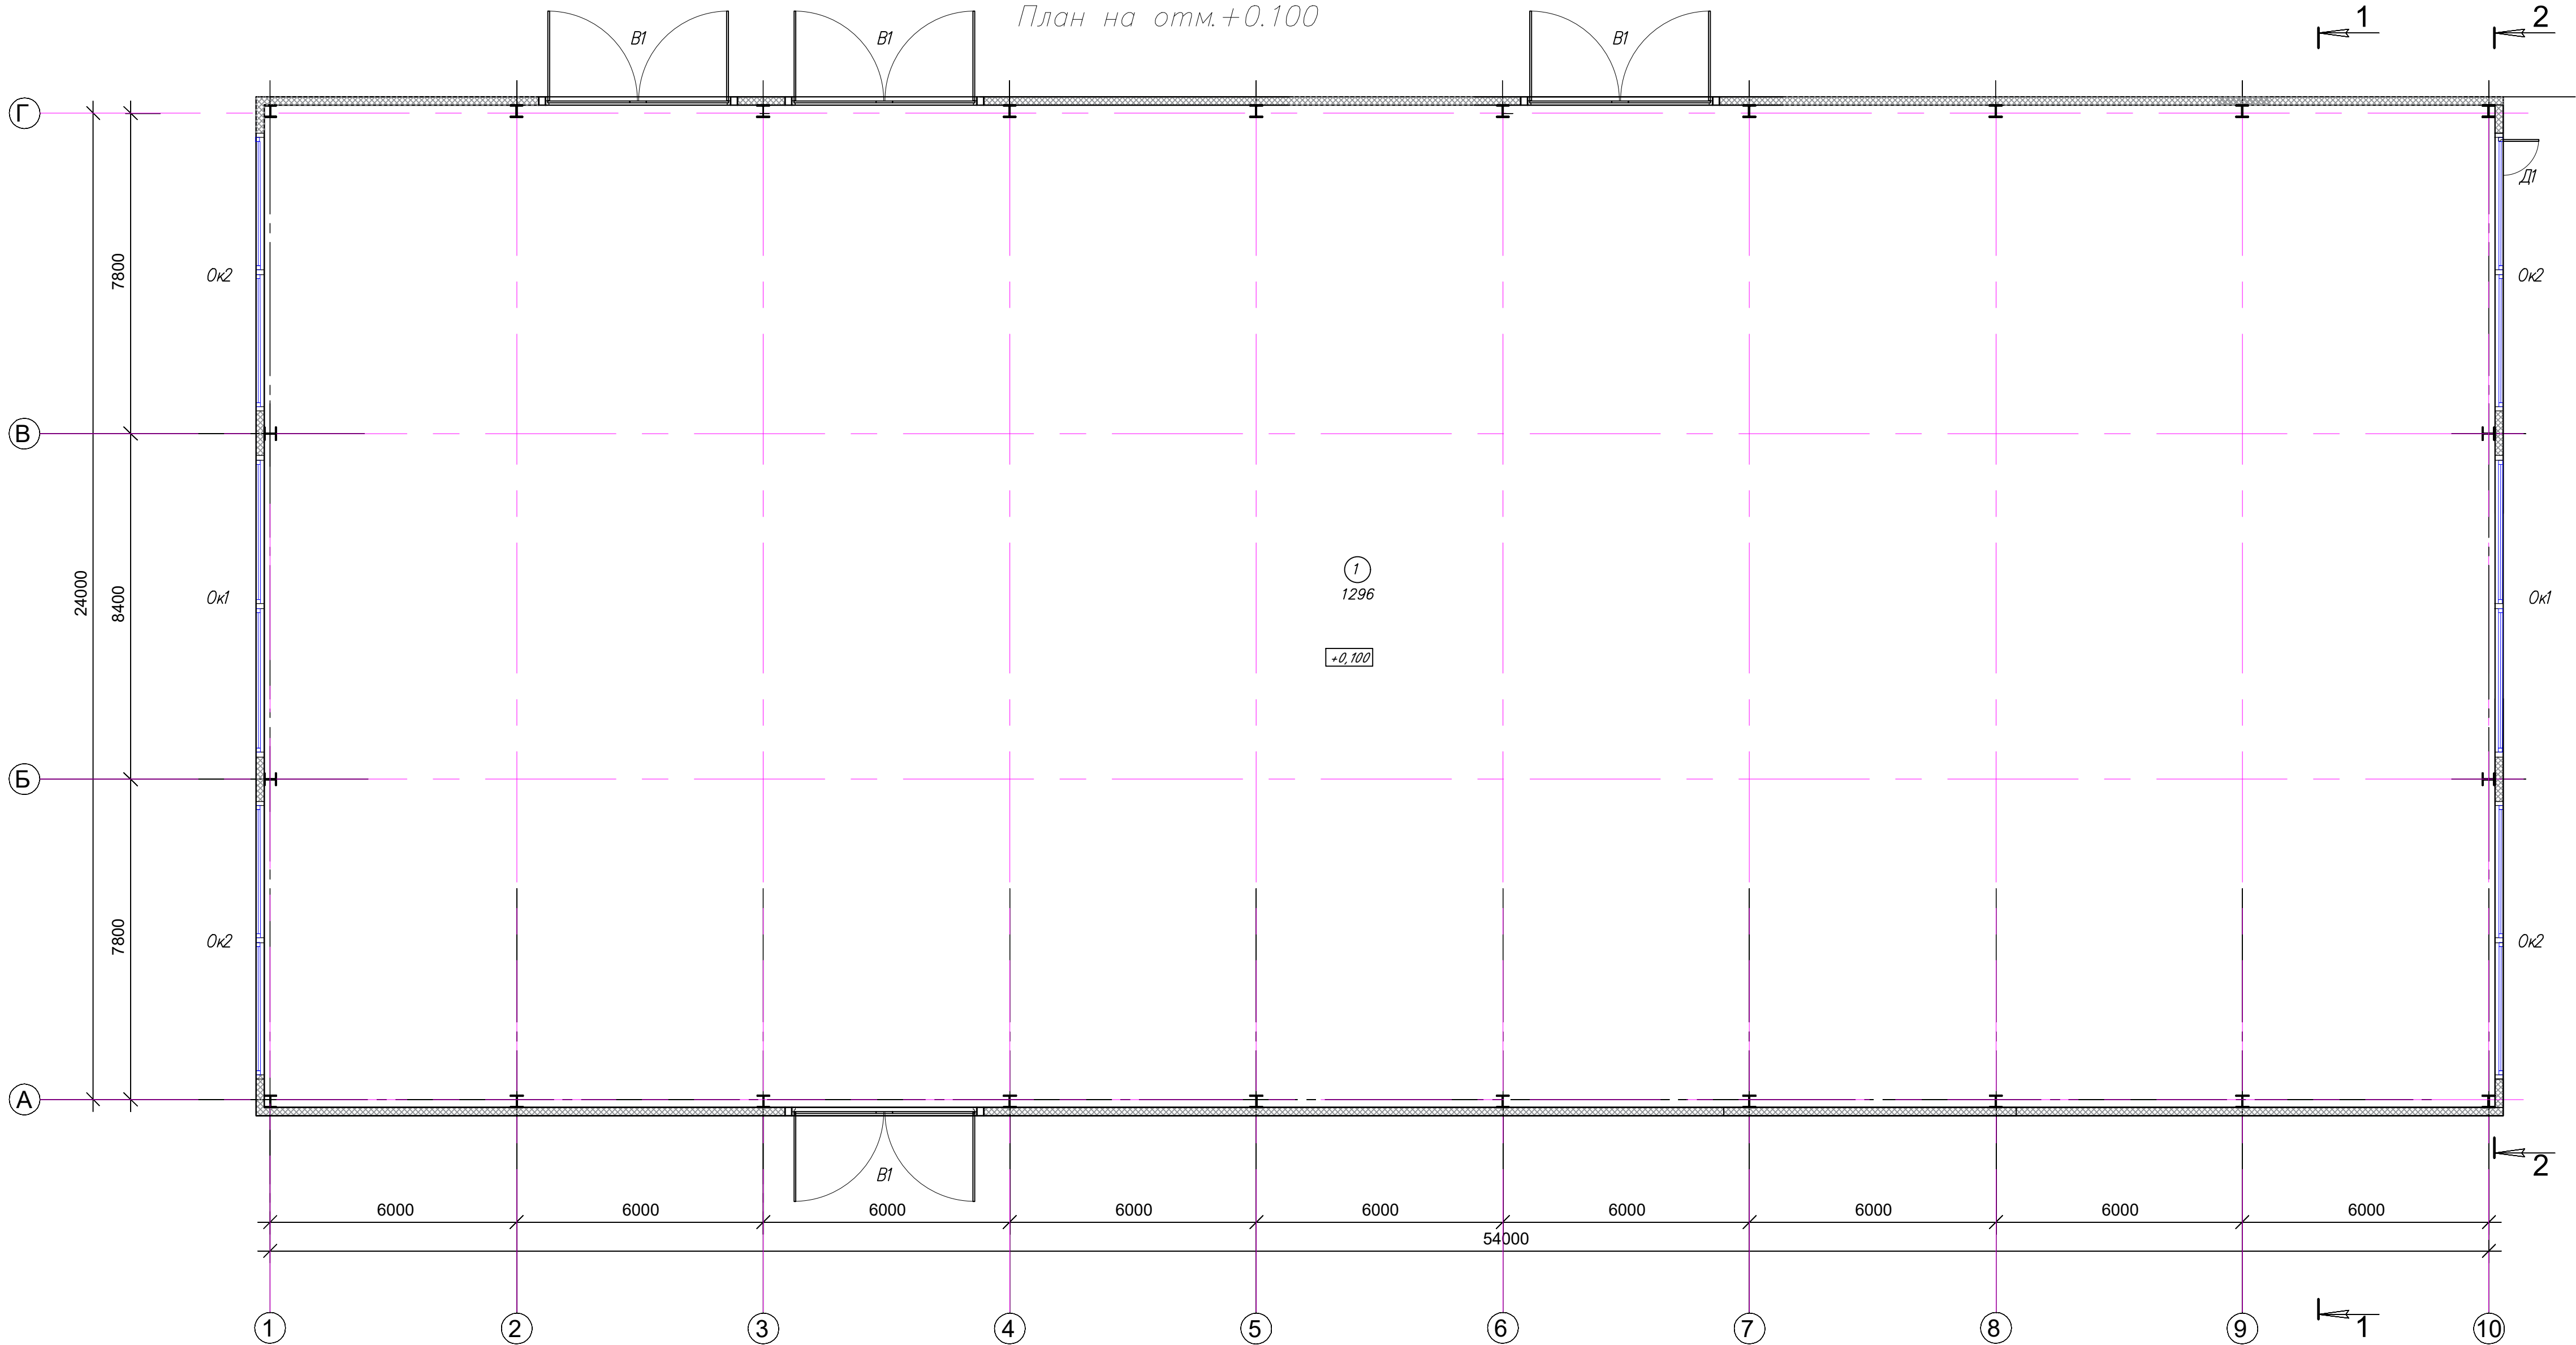 План на отм.+0.100
В1
В1
В1
1
2
Г
Д1
7800
Ок2
Ок2
В
1
1296
24000
8400
Ок1
Ок1
+0,100
Б
7800
Ок2
Ок2
А
В1
2
6000 6000 6000 6000 6000 6000 6000 6000 6000
54000
1 2 3 4 5 6 7 8 9 10
1